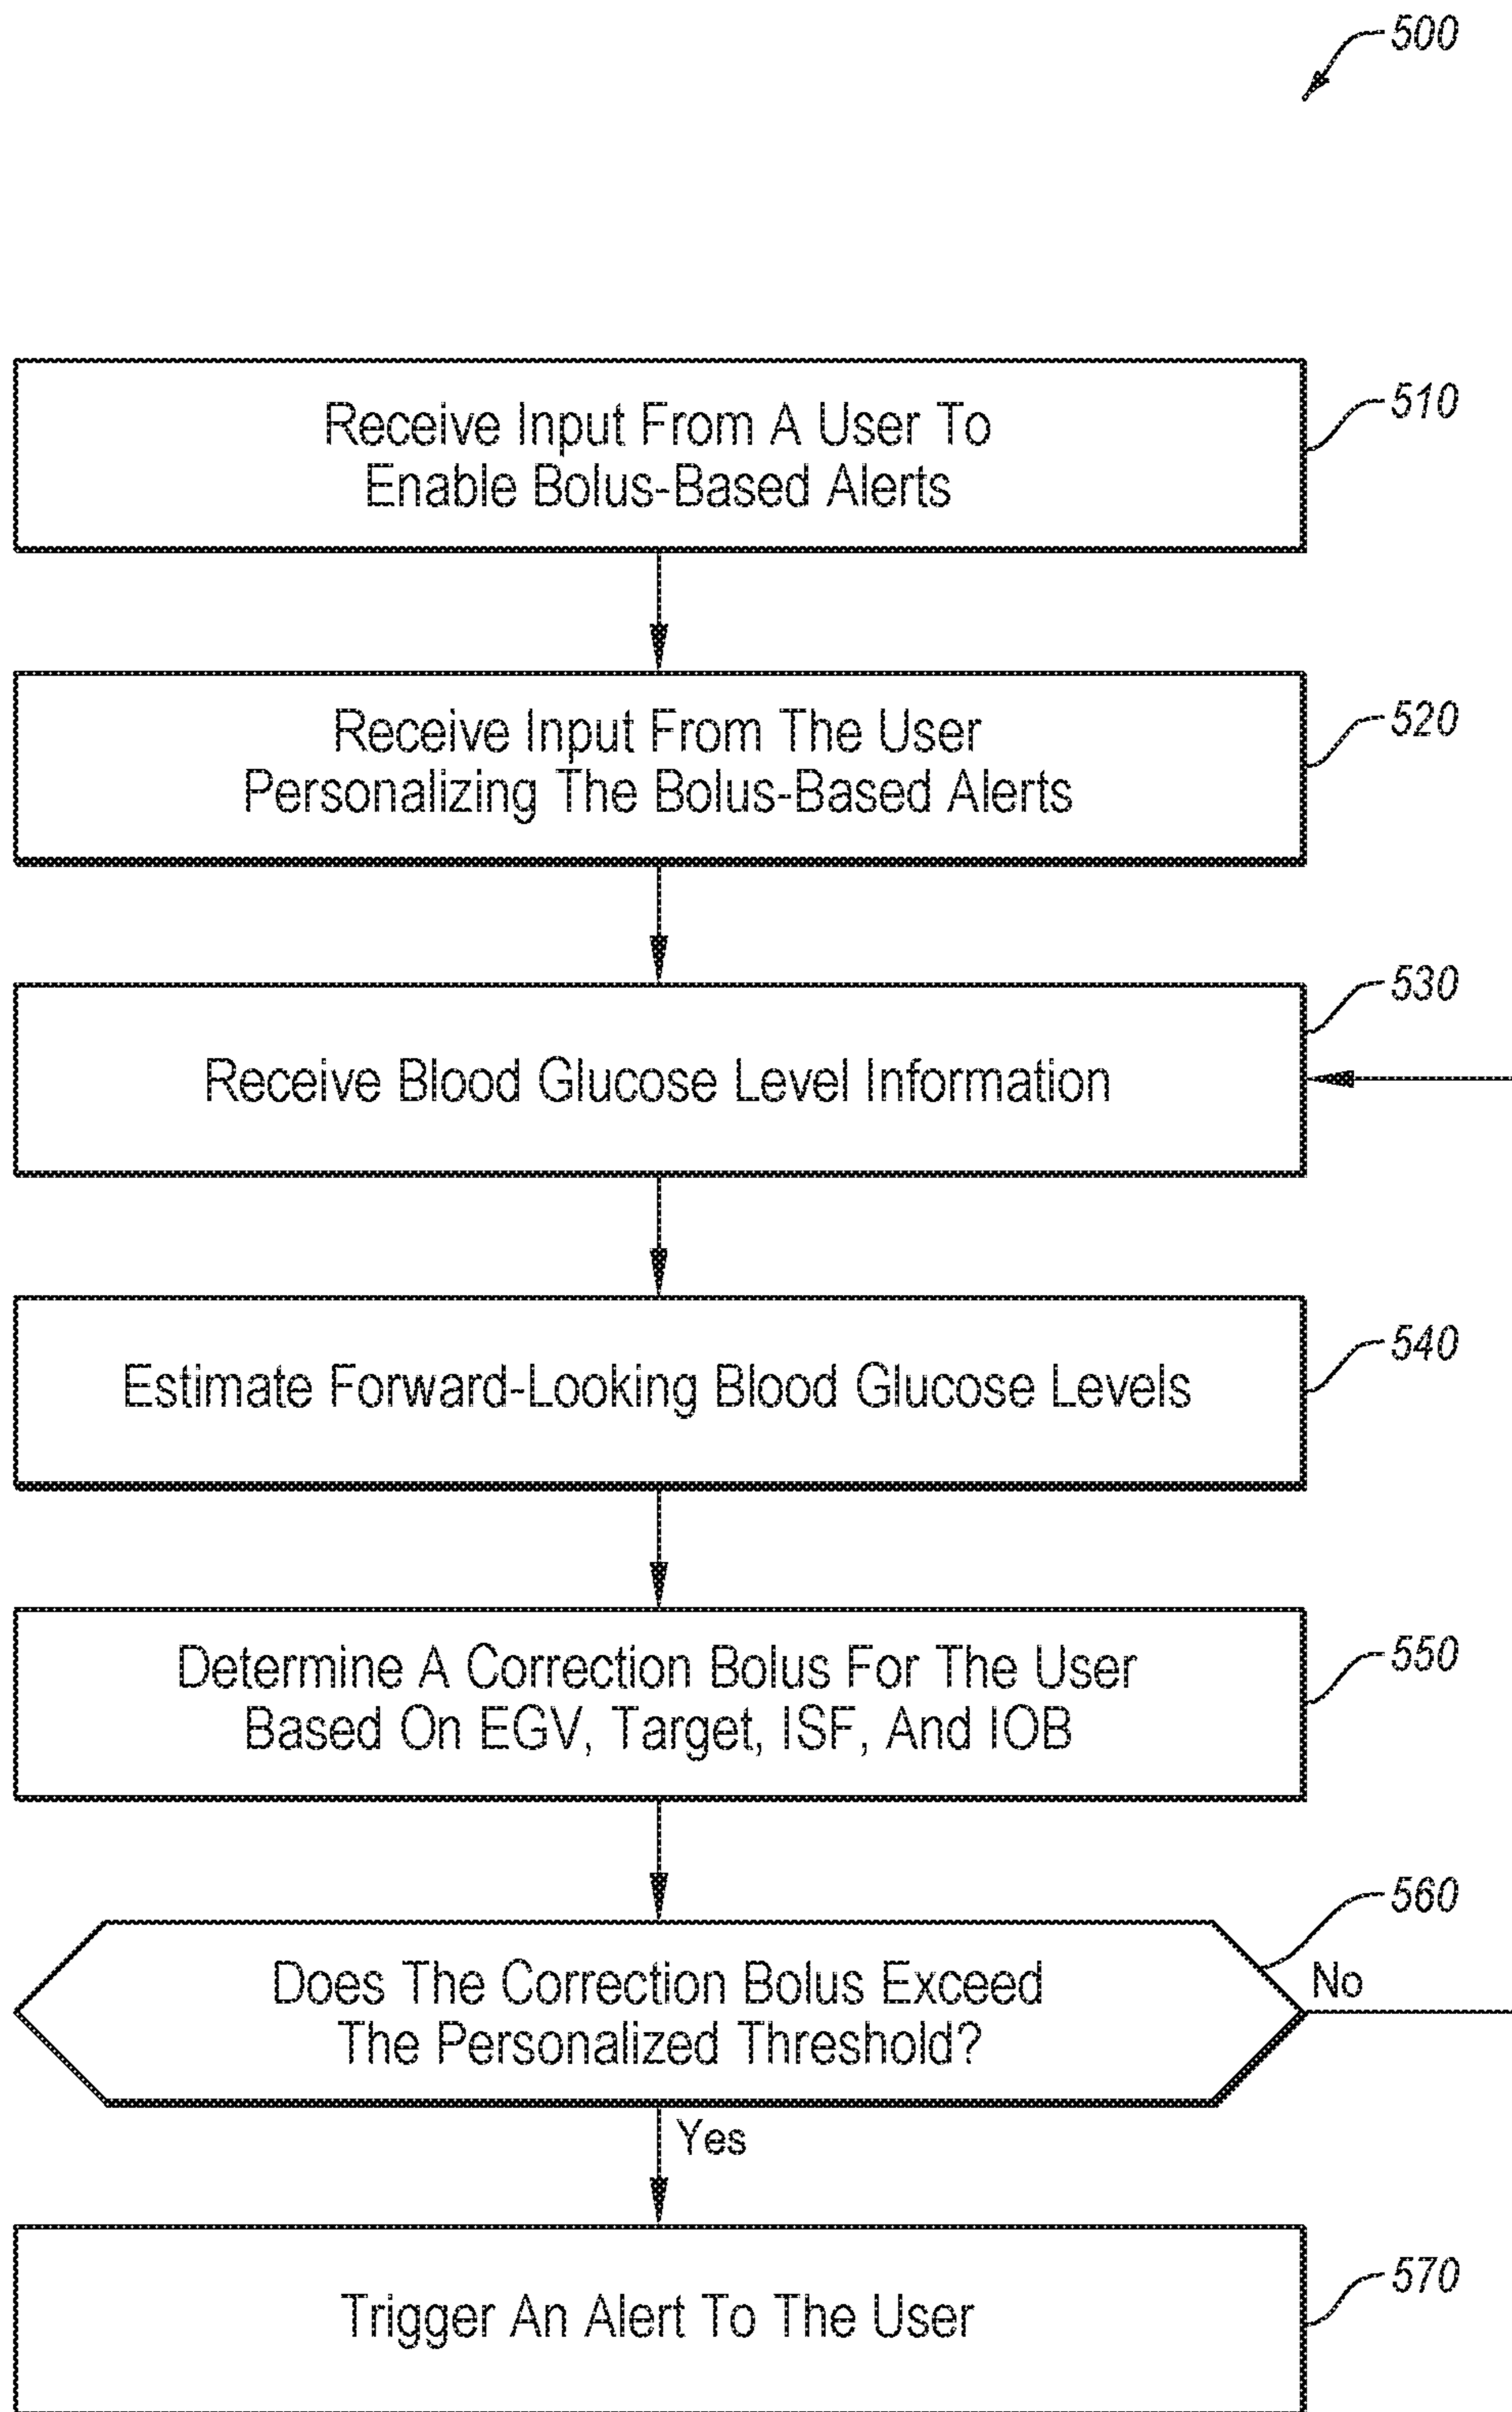 500
Receive Input From A User To
Enable Bolus-Based Alerts
510
Receive Input From The User
Personalizing The Bolus-Based Alerts
520
Receive Blood Glucose Level Information
530
Estimate Forward-Looking Blood Glucose Levels
540
Determine A Correction Bolus For The User
Based On EGV, Target, ISF, And IOB
550
Does The Correction Bolus Exceed
The Personalized Threshold?
560
No
Yes
Trigger An Alert To The User
570